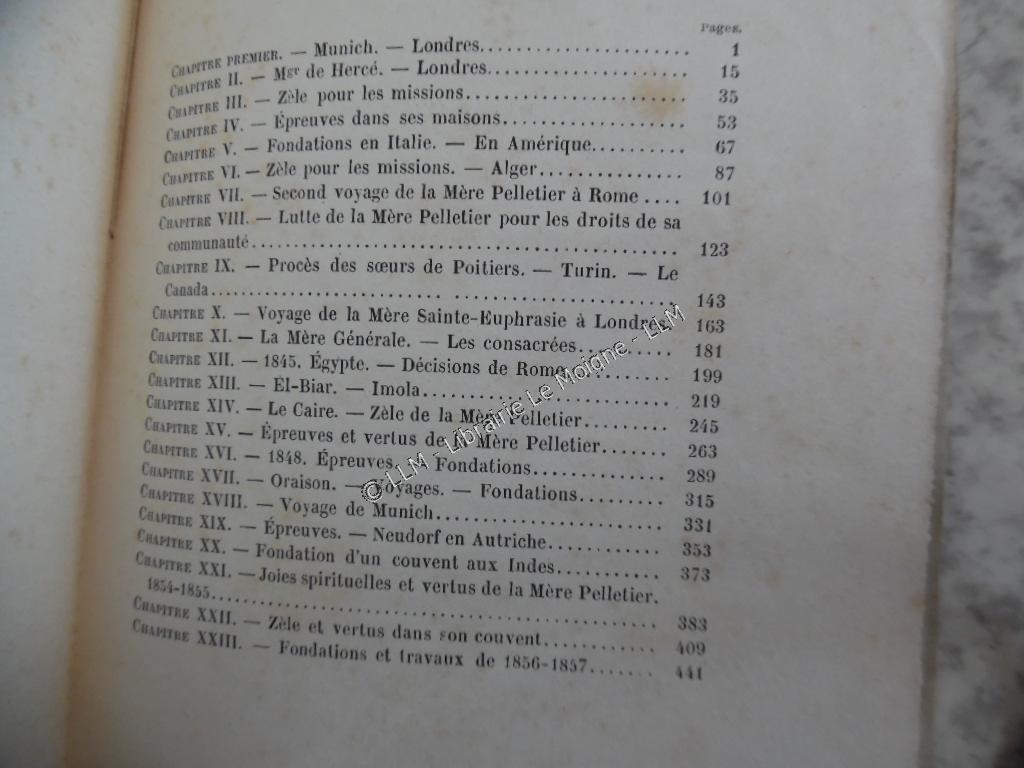 Pages.
CHAPITRE PREMIER. — Munich. — Londres........................ 1
CHAPITRE II. — Mgr de Hercé. — Londres........................ 15
CHAPITRE III. — Zèle pour les missions........................ 35
CHAPITRE IV. — Épreuves dans ses maisons.................... 53
CHAPITRE V. — Fondations en Italie. — En Amérique.......... 67
CHAPITRE VI. — Zèle pour les missions. — Alger............... 87
CHAPITRE VII. — Second voyage de la Mère Pelletier à Rome .... 101
CHAPITRE VIII. — Lutte de la Mère Pelletier pour les droits de sa
communauté............................................ 123
CHAPITRE IX. — Procès des sœurs de Poitiers. — Turin. — Le
Canada.............................................. 143
CHAPITRE X. — Voyage de la Mère Sainte-Euphrasie à Londres. 163
CHAPITRE XI. — La Mère Générale. — Les consacrées.......... 181
CHAPITRE XII. — 1845. Égypte. — Décisions de Rome.......... 199
CHAPITRE XIII. — El-Biar. — Imola........................... 219
CHAPITRE XIV. — Le Caire. — Zèle de la Mère Pelletier......... 245
CHAPITRE XV. — Épreuves et vertus de la Mère Pelletier....... 263
CHAPITRE XVI. — 1848. Épreuves. — Fondations............. 289
CHAPITRE XVII. — Oraison. — Voyages. — Fondations......... 315
CHAPITRE XVIII. — Voyage de Munich........................ 331
CHAPITRE XIX. — Épreuves. — Neudorf en Autriche............ 353
CHAPITRE XX. — Fondation d'un couvent aux Indes........... 373
CHAPITRE XXI. — Joies spirituelles et vertus de la Mère Pelletier.
1854-1855............................................ 383
CHAPITRE XXII. — Zèle et vertus dans son couvent............ 409
CHAPITRE XXIII. — Fondations et travaux de 1856-1857....... 441
© LLM - Librairie Le Moigne - LLM